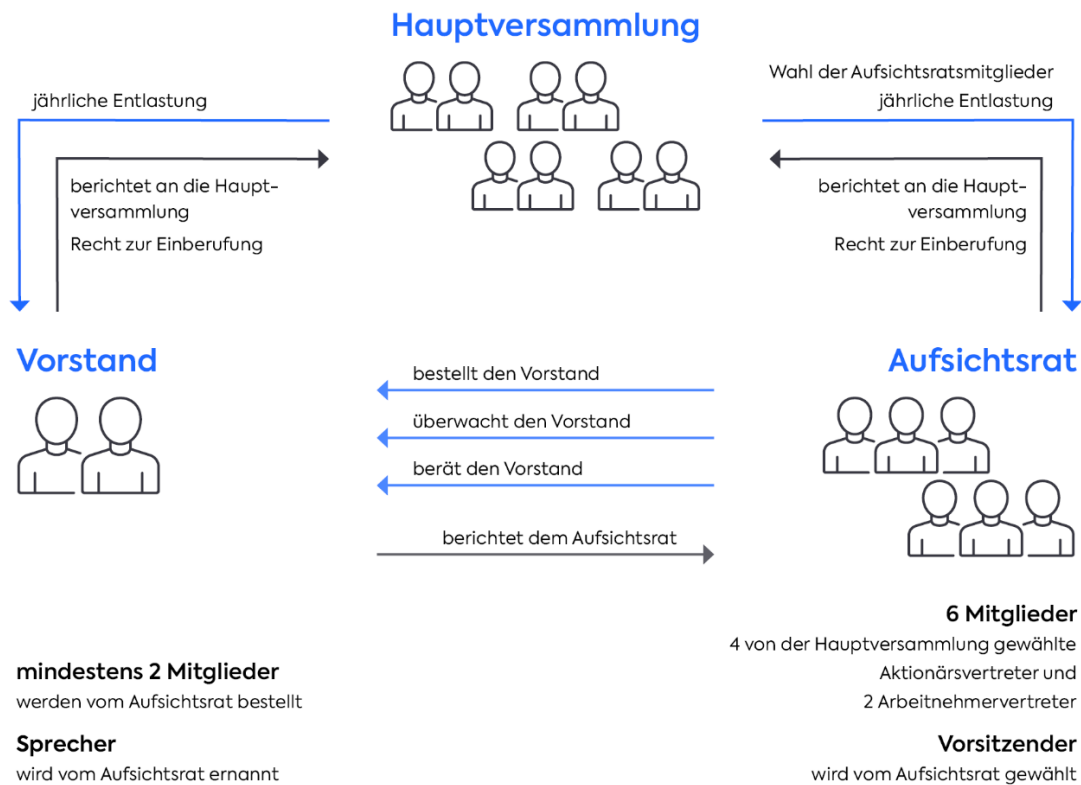 Hauptversammlung
Wahl der Aufsichtsratsmitglieder
jährliche Entlastung
jährliche Entlastung
berichtet an die Haupt-
versammlung
Recht zur Einberufung
berichtet an die Haupt-
versammlung
Recht zur Einberufung
Vorstand
Aufsichtsrat
bestellt den Vorstand
überwacht den Vorstand
berät den Vorstand
berichtet dem Aufsichtsrat
mindestens 2 Mitglieder
werden vom Aufsichtsrat bestellt
Sprecher
wird vom Aufsichtsrat ernannt
6 Mitglieder
4 von der Hauptversammlung gewählte
Aktionärsvertreter und
2 Arbeitnehmervertreter
Vorsitzender
wird vom Aufsichtsrat gewählt